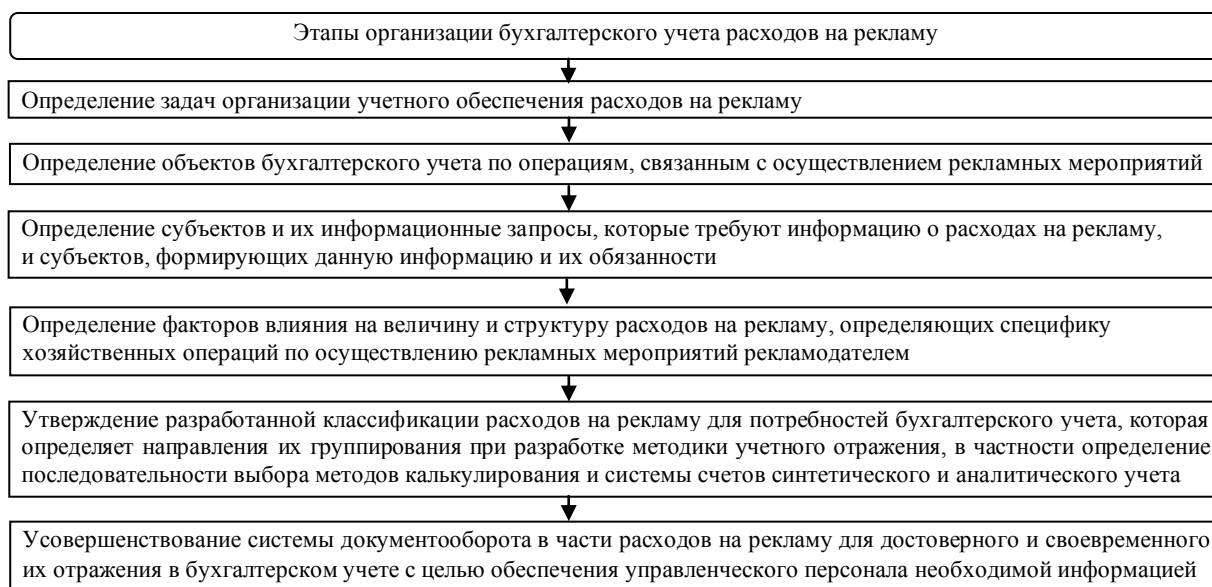 Этапы организации бухгалтерского учета расходов на рекламу
Определение задач организации учетного обеспечения расходов на рекламу
Определение объектов бухгалтерского учета по операциям, связанным с осуществлением рекламных мероприятий
Определение субъектов и их информационные запросы, которые требуют информацию о расходах на рекламу,
и субъектов, формирующих данную информацию и их обязанности
Определение факторов влияния на величину и структуру расходов на рекламу, определяющих специфику
хозяйственных операций по осуществлению рекламных мероприятий рекламодателем
Утверждение разработанной классификации расходов на рекламу для потребностей бухгалтерского учета, которая
определяет направления их группирования при разработке методики учетного отражения, в частности определение
последовательности выбора методов калькулирования и системы счетов синтетического и аналитического учета
Усовершенствование системы документооборота в части расходов на рекламу для достоверного и своевременного
их отражения в бухгалтерском учете с целью обеспечения управленческого персонала необходимой информацией